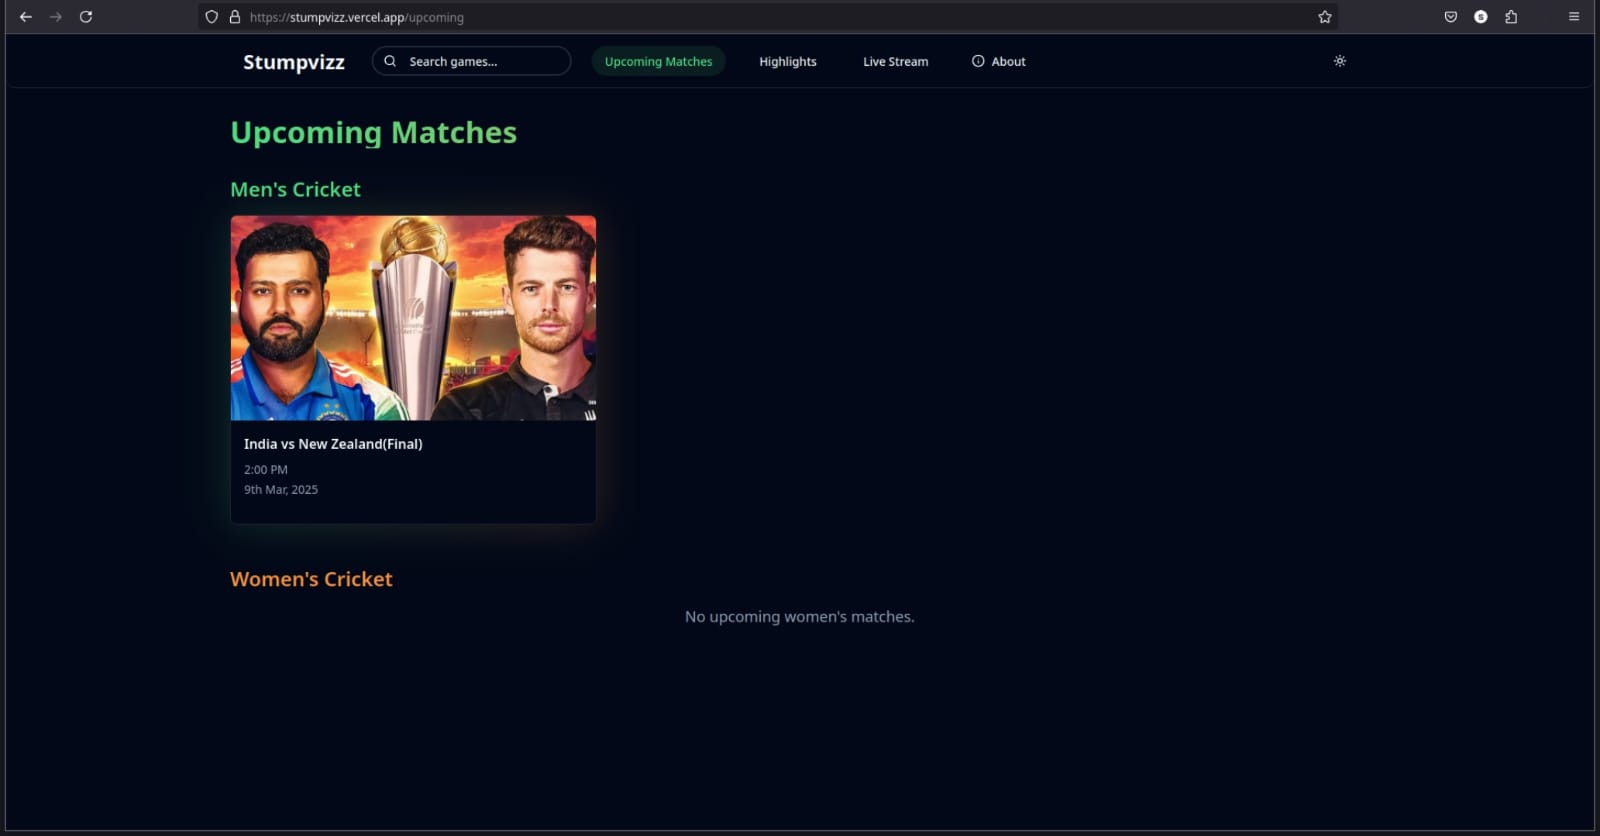 https://stumpvizz.vercel.app/upcoming
S
Stumpvizz
Search games...
Upcoming Matches
Highlights
Live Stream
About
Upcoming Matches
Men's Cricket
India vs New Zealand(Final)
2:00 PM
9th Mar, 2025
Women's Cricket
No upcoming women's matches.